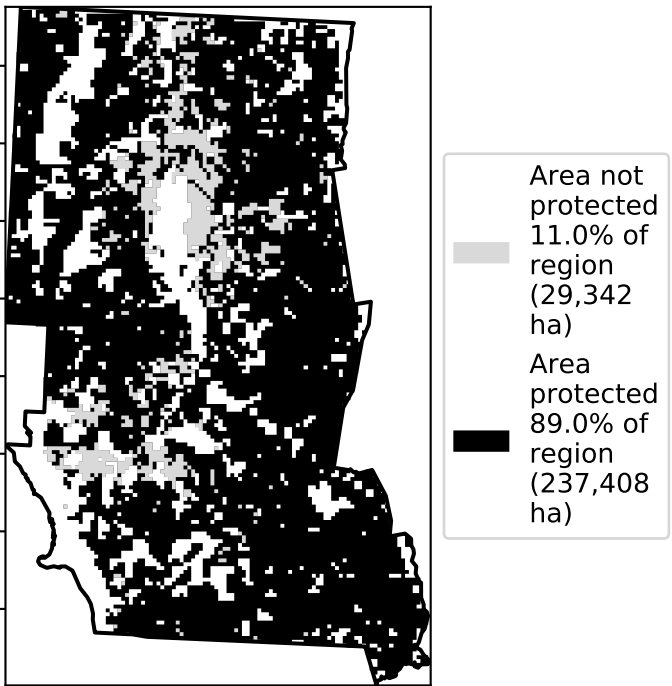 Area not
protected
11.0% of
region
(29,342
ha)
Area
protected
89.0% of
region
(237,408
ha)